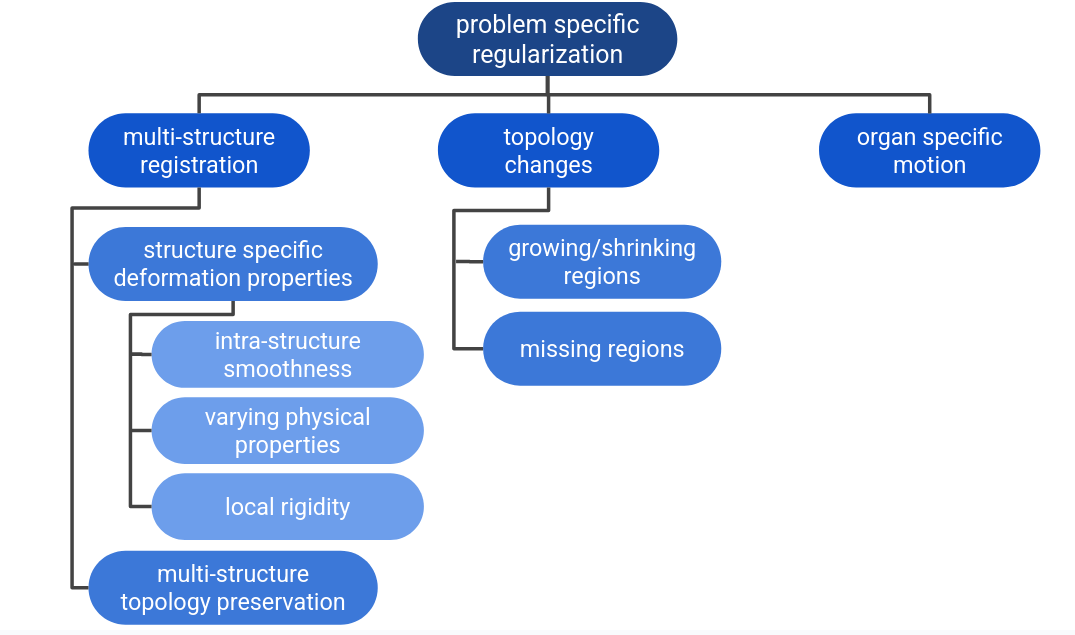 problem specific
regularization
multi-structure
registration
topology
changes
organ specific
motion
structure specific
deformation properties
intra-structure
smoothness
varying physical
properties
local rigidity
multi-structure
topology preservation
growing/shrinking
regions
missing regions